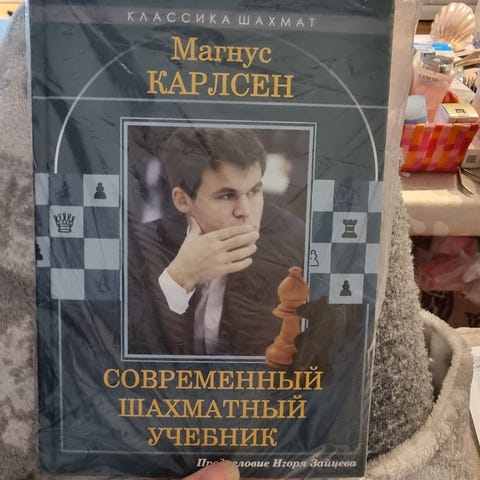 КЛАССИКА ШАХМАТ
Магнус
КАРЛСЕН
СОВРЕМЕННЫЙ
ШАХМАТНЫЙ
УЧЕБНИК
Предисловие Игоря Зайцева